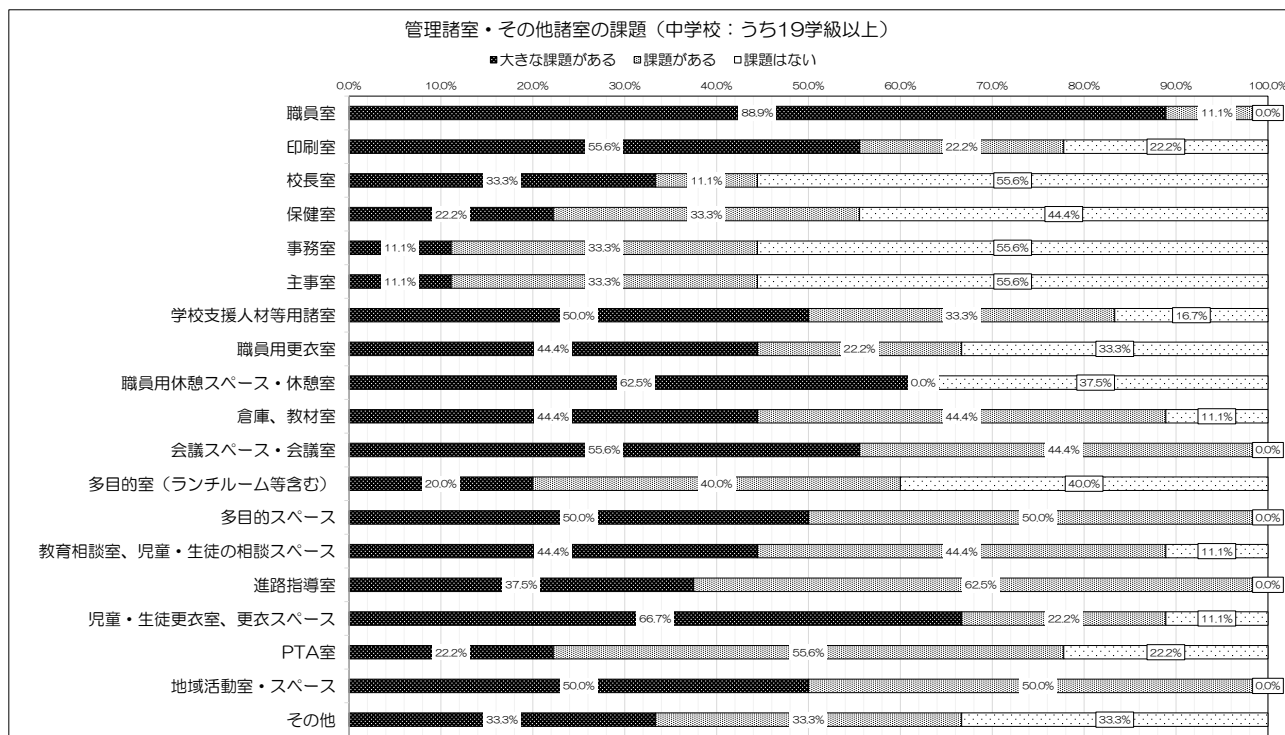 管理諸室・その他諸室の課題（中学校：うち19学級以上）
■大きな課題がある ■課題がある □課題はない
0.0% 10.0% 20.0% 30.0% 40.0% 50.0% 60.0% 70.0% 80.0% 90.0% 100.0%
職員室 88.9% 11.1% 0.0%
印刷室 55.6% 22.2% 22.2%
校長室 33.3% 11.1% 55.6%
保健室 22.2% 33.3% 44.4%
事務室 11.1% 33.3% 55.6%
主事室 11.1% 33.3% 55.6%
学校支援人材等用諸室 50.0% 33.3% 16.7%
職員用更衣室 44.4% 22.2% 33.3%
職員用休憩スペース・休憩室 62.5% 0.0% 37.5%
倉庫、教材室 44.4% 44.4% 11.1%
会議スペース・会議室 55.6% 44.4% 0.0%
多目的室（ランチルーム等含む） 20.0% 40.0% 40.0%
多目的スペース 50.0% 50.0% 0.0%
教育相談室、児童・生徒の相談スペース 44.4% 44.4% 11.1%
進路指導室 37.5% 62.5% 0.0%
児童・生徒更衣室、更衣スペース 66.7% 22.2% 11.1%
PTA室 22.2% 55.6% 22.2%
地域活動室・スペース 50.0% 50.0% 0.0%
その他 33.3% 33.3% 33.3%